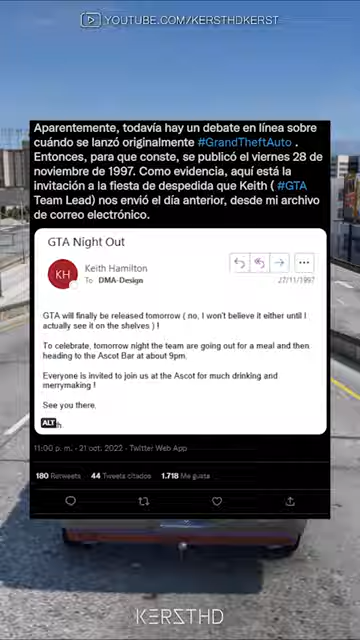 YOUTUBE.COM/KERSTHDKERST
Aparentemente, todavía hay un debate en línea sobre
cuándo se lanzó originalmente #GrandTheftAuto .
Entonces, para que conste, se publicó el viernes 28 de
noviembre de 1997. Como evidencia, aquí está la
invitación a la fiesta de despedida que Keith ( #GTA
Team Lead) nos envió el día anterior, desde mi archivo
de correo electrónico.
GTA Night Out
KH
Keith Hamilton
To DMA-Design
27/11/1997
GTA will finally be released tomorrow ( no, I won't believe it either until I
actually see it on the shelves ) !
To celebrate, tomorrow night the team are going out for a meal and then
heading to the Ascot Bar at about 9pm.
Everyone is invited to join us at the Ascot for much drinking and
merrymaking !
See you there,
ALT
11:00 p. m. · 21 oct. 2022 · Twitter Web App
180 Retweets 44 Tweets citados 1.718 Me gusta
KERSTHD